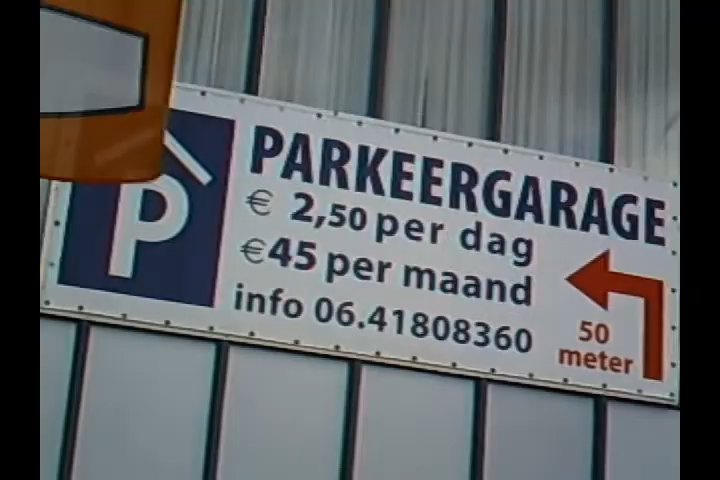 P
PARKEERGARAGE
€ 2,50 per dag
€45 per maand
info 06.41808360
50
meter